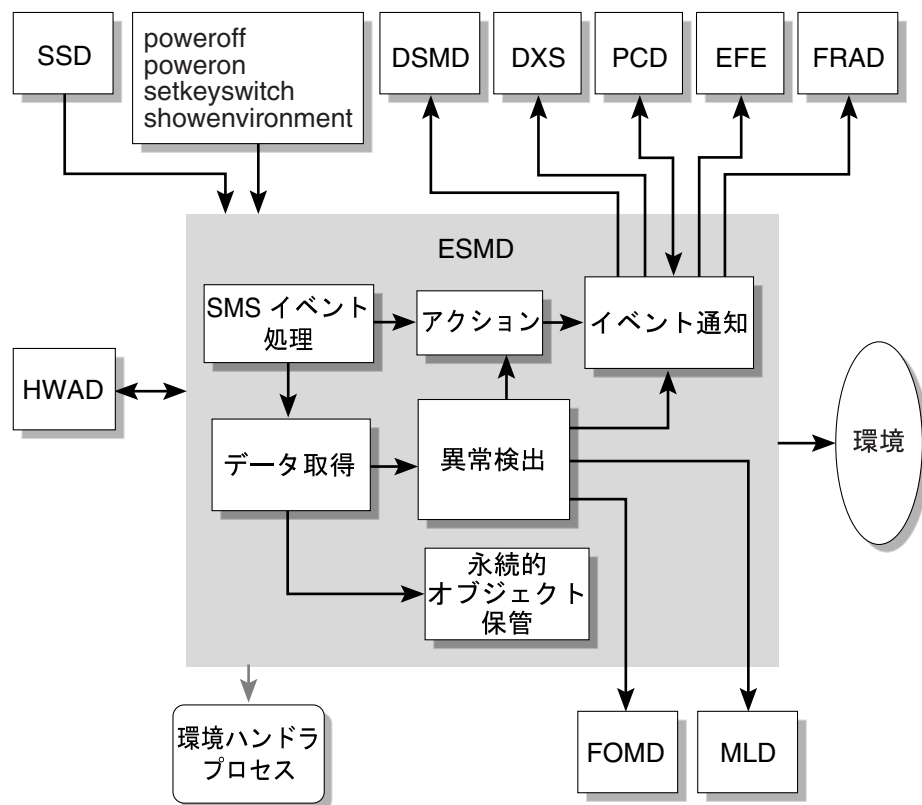 SSD
poweroff
poweron
setkeyswitch
showenvironment
DSMD
DXS
PCD
EFE
FRAD
ESMD
SMS イベント
処理
アクション
イベント通知
HWAD
データ取得
異常検出
環境
永続的
オブジェクト
保管
環境ハンドラ
プロセス
FOMD
MLD